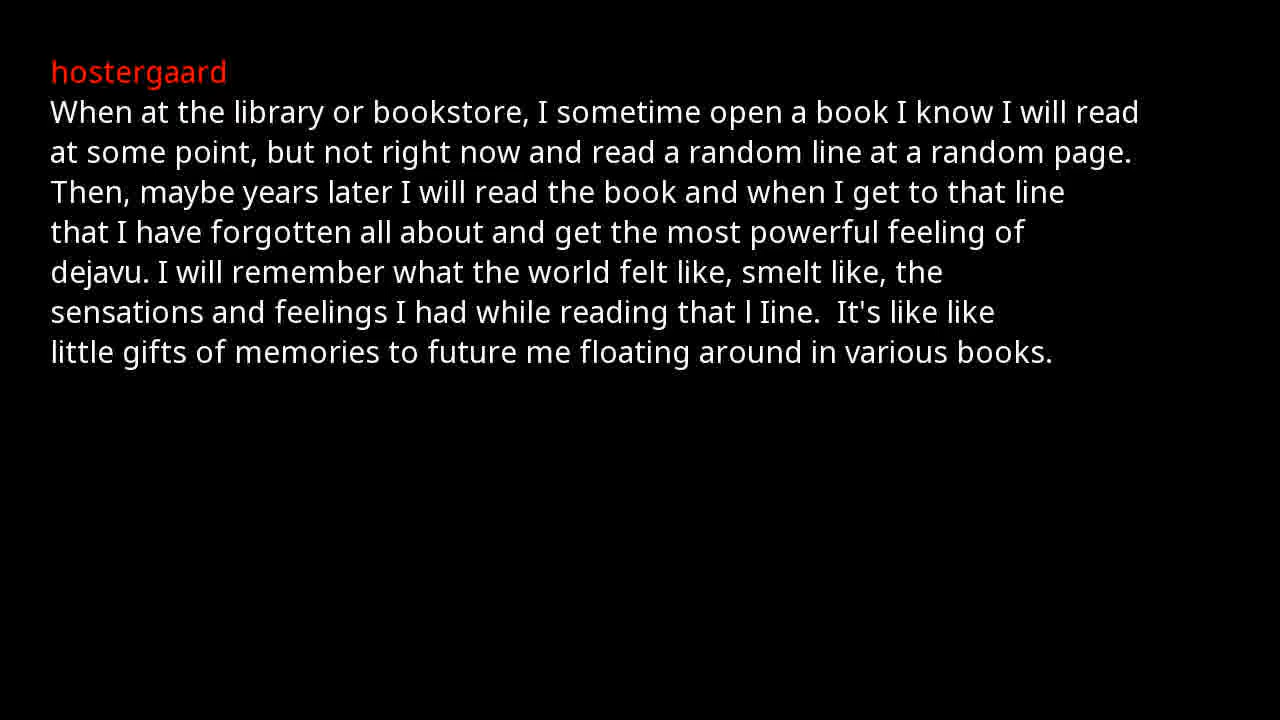 hostergaard
When at the library or bookstore, I sometime open a book I know I will read
at some point, but not right now and read a random line at a random page.
Then, maybe years later I will read the book and when I get to that line
that I have forgotten all about and get the most powerful feeling of
dejavu. I will remember what the world felt like, smelt like, the
sensations and feelings I had while reading that l Iine.  It's like like
little gifts of memories to future me floating around in various books.